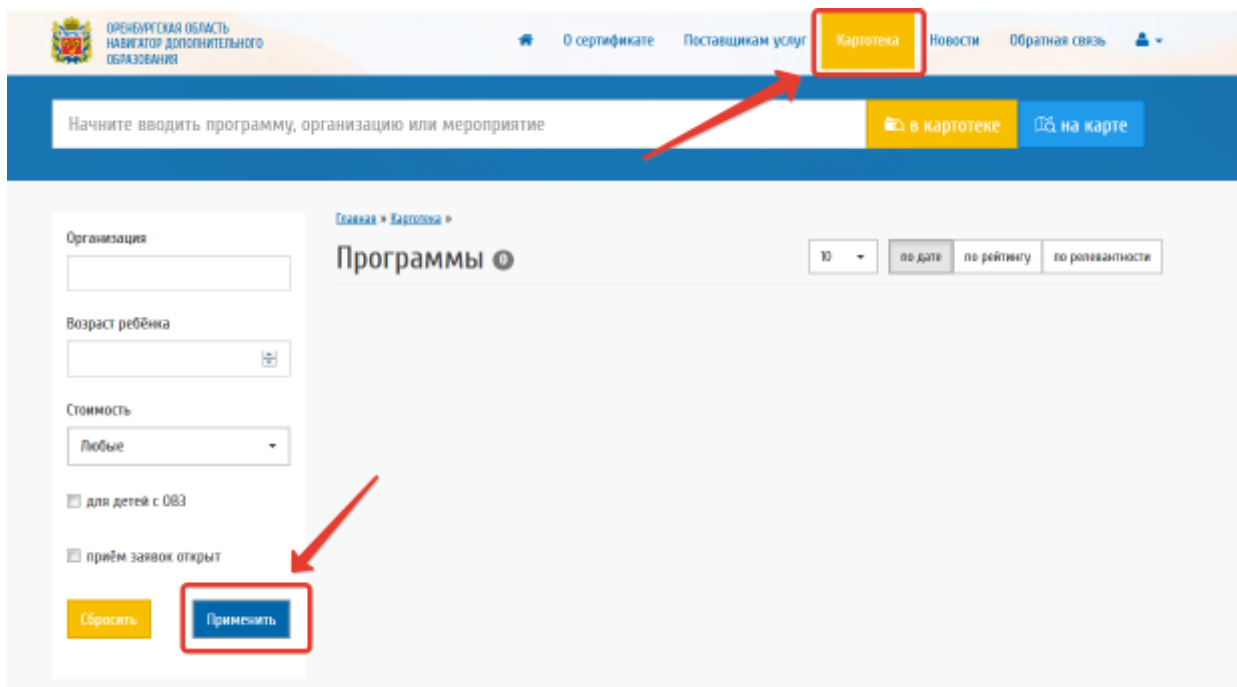 ОРЕНБУРГСКАЯ ОБЛАСТЬ
НАВИГАТОР ДОПОЛНИТЕЛЬНОГО
ОБРАЗОВАНИЯ
О сертификате Поставщикам услуг Картотека Новости Обратная связь
Начните вводить программу, организацию или мероприятие
в картотеке
на карте
Главная » Картотека »
Программы 0
10
по дате по рейтингу по релевантности
Организация
Возраст ребёнка
Стоимость
Любые
для детей с ОВЗ
приём заявок открыт
Сбросить Применить